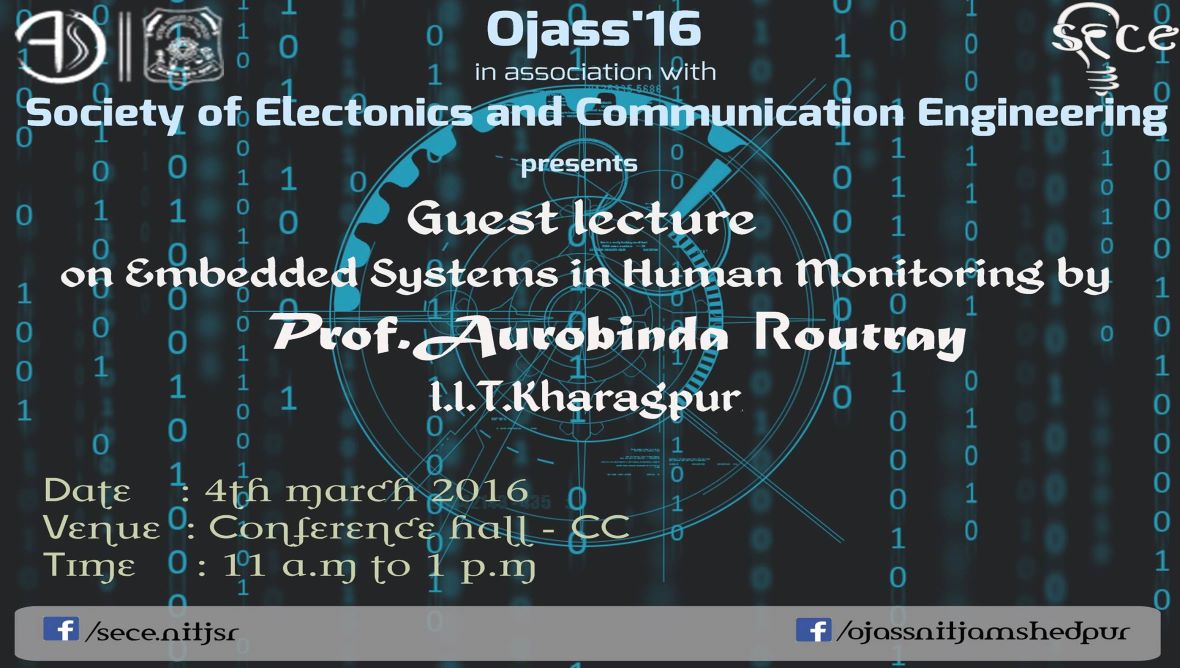 Ojass'16
in association with
Society of Electonics and Communication Engineering
presents
Guest lecture
on Embedded Systems in Human Monitoring by
Prof. Aurobinda Routray
I.I.T.Kharagpur
Date : 4th march 2016
Venue : Conference hall - CC
Time : 11 a.m to 1 p.m
f /sece.nitjsr
f /ojassnitjamshedpur
sece